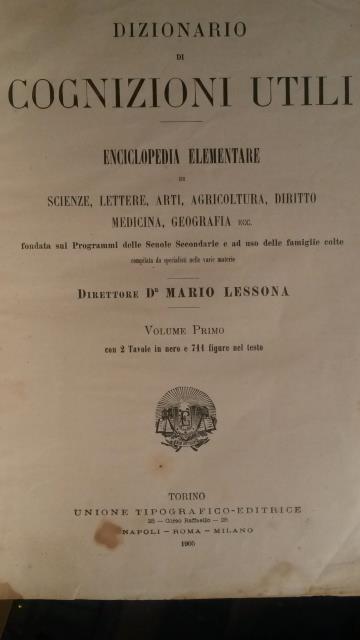 DIZIONARIO
DI
COGNIZIONI UTILI
ENCICLOPEDIA ELEMENTARE
DI
SCIENZE, LETTERE, ARTI, AGRICOLTURA, DIRITTO
MEDICINA, GEOGRAFIA ECC.
fondata sui Programmi delle Scuole Secondarie e ad uso delle famiglie colte
compilata da specialisti nelle varie materie
DIRETTORE Dr MARIO LESSONA
VOLUME PRIMO
con 2 Tavole in nero e 711 figure nel testo
TORINO
UNIONE TIPOGRAFICO-EDITRICE
28 — Corso Raffaello — 28
NAPOLI – ROMA – MILANO
1905